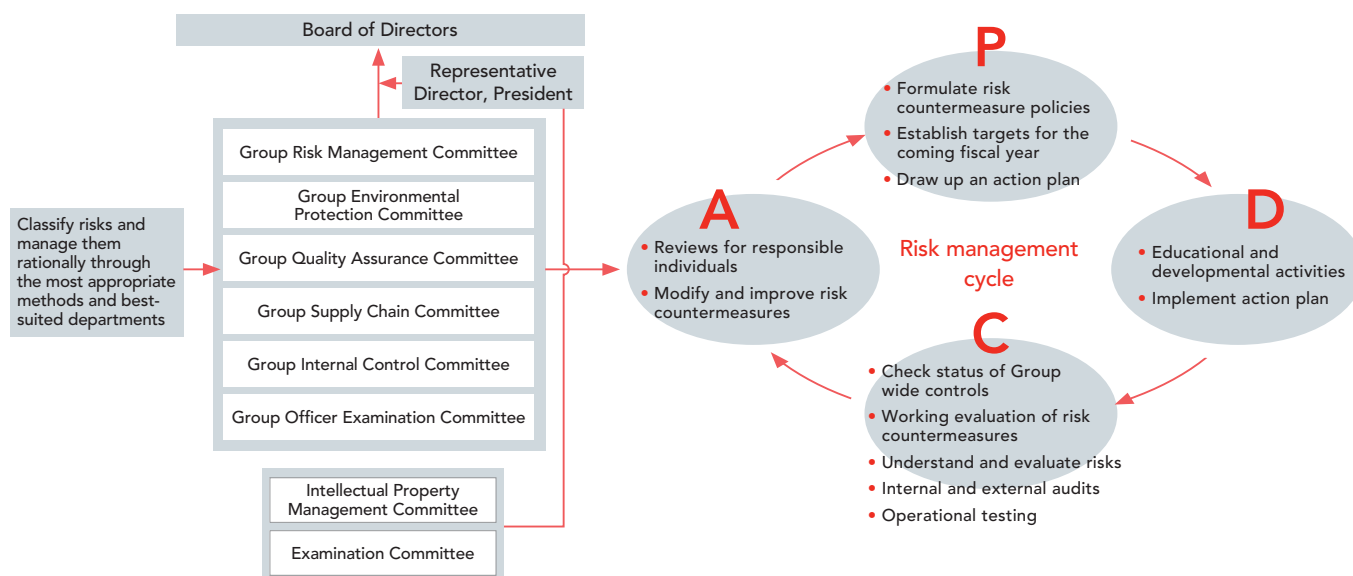 Board of Directors
Representative
Director, President
Group Risk Management Committee
Group Environmental
Protection Committee
Group Quality Assurance Committee
Group Supply Chain Committee
Group Internal Control Committee
Group Officer Examination Committee
Classify risks and
manage them
rationally through
the most appropriate
methods and best-
suited departments
Intellectual Property
Management Committee
Examination Committee
Risk management
cycle
P
• Formulate risk
countermeasure policies
• Establish targets for the
coming fiscal year
• Draw up an action plan
D
• Educational and
developmental activities
• Implement action plan
C
• Check status of Group
wide controls
• Working evaluation of risk
countermeasures
• Understand and evaluate risks
• Internal and external audits
• Operational testing
A
• Reviews for responsible
individuals
• Modify and improve risk
countermeasures